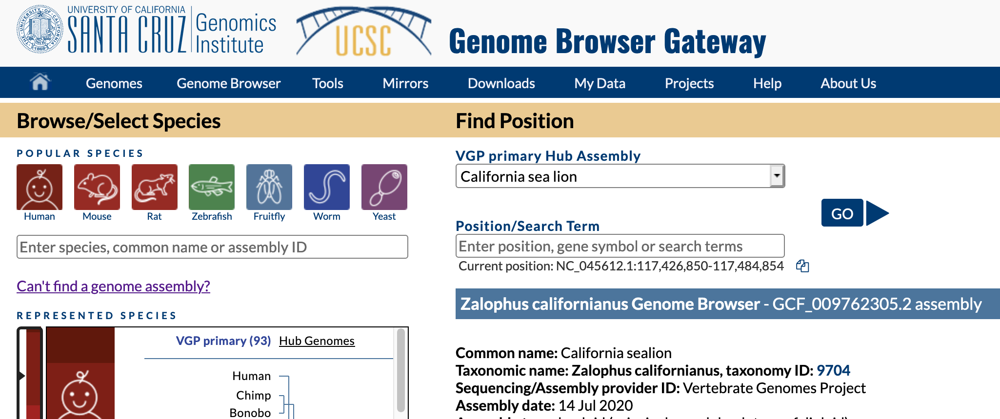 UNIVERSITY OF CALIFORNIA
SANTA CRUZ
Genomics
Institute
UCSC
Genome Browser Gateway
Genomes Genome Browser Tools Mirrors Downloads My Data Projects Help About Us
Browse/Select Species
POPULAR SPECIES
Human Mouse Rat Zebrafish Fruitfly Worm Yeast
Enter species, common name or assembly ID
Can't find a genome assembly?
REPRESENTED SPECIES
VGP primary (93) Hub Genomes
Human
Chimp
Bonobo
Find Position
VGP primary Hub Assembly
California sea lion
GO
Position/Search Term
Enter position, gene symbol or search terms
Current position: NC_045612.1:117,426,850-117,484,854
Zalophus californianus Genome Browser - GCF_009762305.2 assembly
Common name: California sealion
Taxonomic name: Zalophus californianus, taxonomy ID: 9704
Sequencing/Assembly provider ID: Vertebrate Genomes Project
Assembly date: 14 Jul 2020